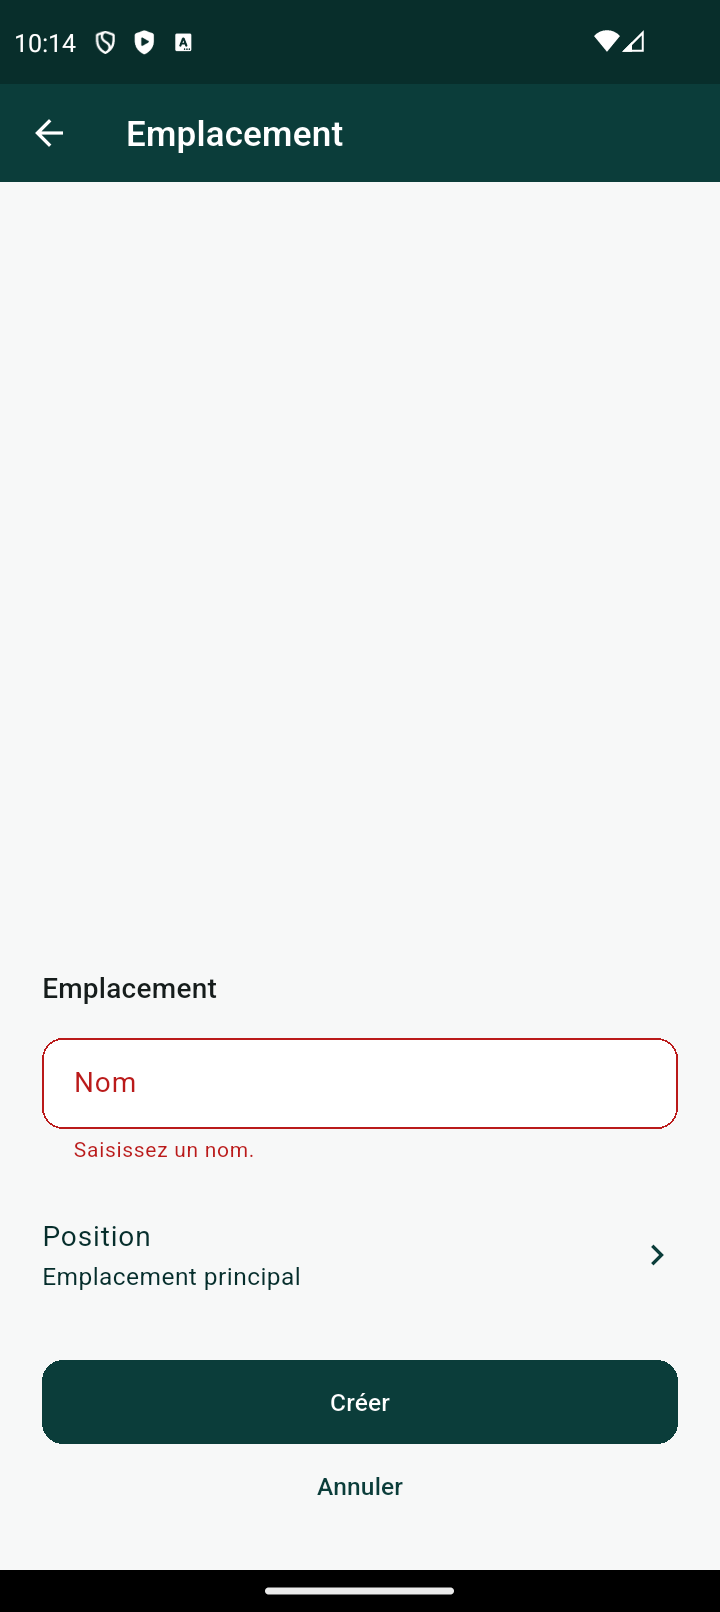 10:14
Emplacement
Emplacement
Nom
Saisissez un nom.
Position
Emplacement principal
Créer
Annuler